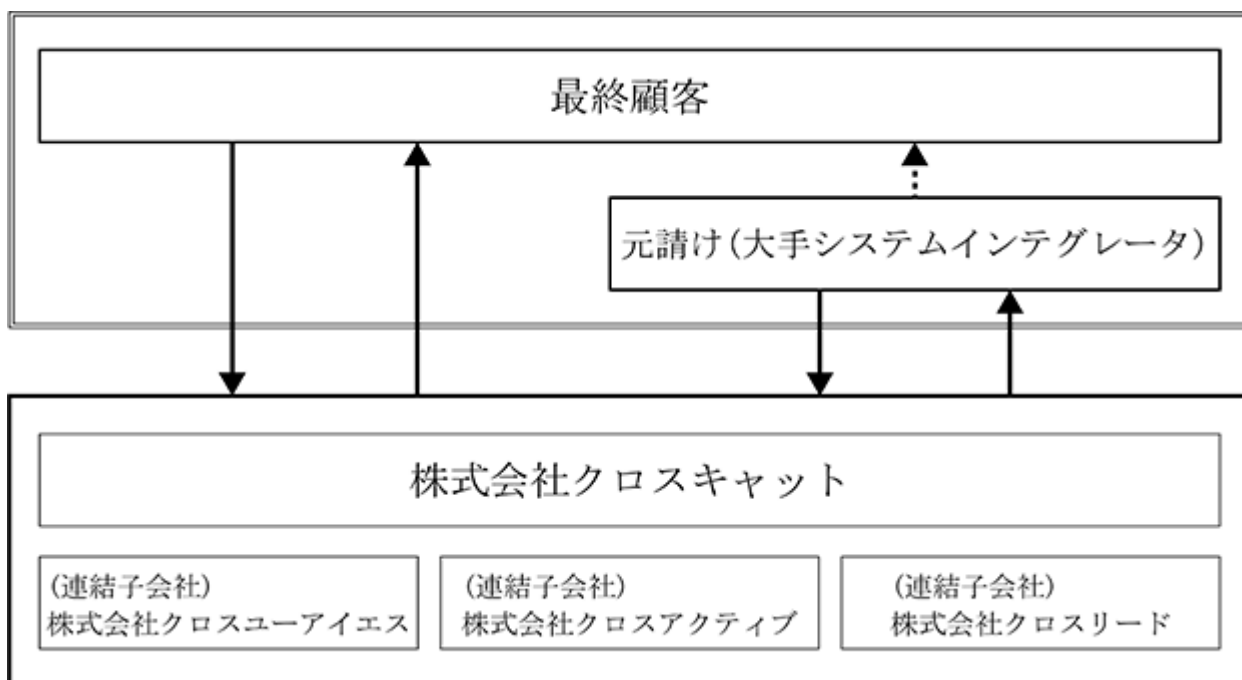 最終顧客
元請け(大手システムインテグレータ)
株式会社クロスキャット
(連結子会社)
株式会社クロスユーアイエス
(連結子会社)
株式会社クロスアクティブ
(連結子会社)
株式会社クロスリード